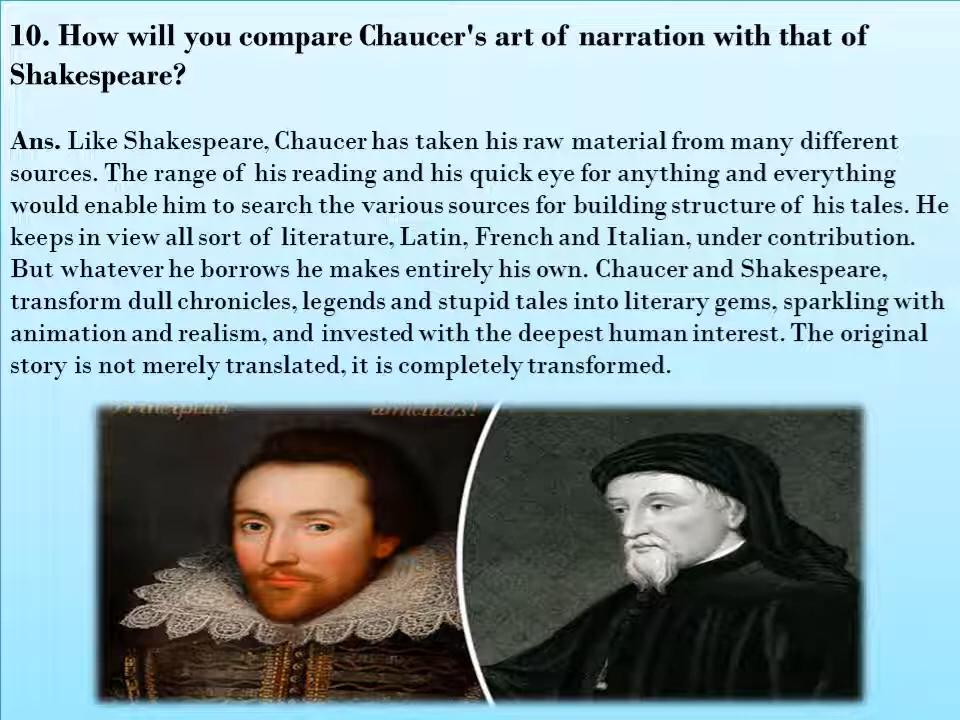 10. How will you compare Chaucer's art of narration with that of
Shakespeare?
Ans. Like Shakespeare, Chaucer has taken his raw material from many different
sources. The range of his reading and his quick eye for anything and everything
would enable him to search the various sources for building structure of his tales. He
keeps in view all sort of literature, Latin, French and Italian, under contribution.
But whatever he borrows he makes entirely his own. Chaucer and Shakespeare,
transform dull chronicles, legends and stupid tales into literary gems, sparkling with
animation and realism, and invested with the deepest human interest. The original
story is not merely translated, it is completely transformed.